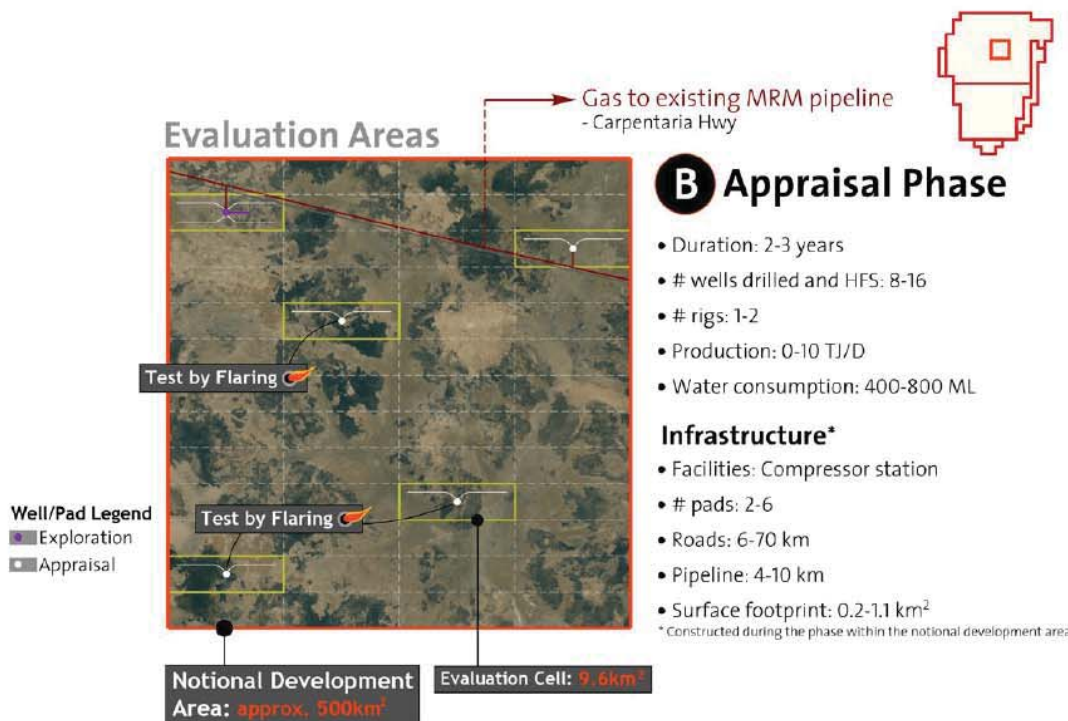 Gas to existing MRM pipeline
- Carpentaria Hwy
Evaluation Areas
B Appraisal Phase
• Duration: 2-3 years
• # wells drilled and HFS: 8-16
• # rigs: 1-2
• Production: 0-10 TJ/D
• Water consumption: 400-800 ML
Infrastructure*
• Facilities: Compressor station
• # pads: 2-6
• Roads: 6-70 km
• Pipeline: 4-10 km
• Surface footprint: 0.2-1.1 km²
* Constructed during the phase within the notional development area
Test by Flaring
Test by Flaring
Well/Pad Legend
Exploration
Appraisal
Notional Development
Area: approx. 500km²
Evaluation Cell: 9.6km²